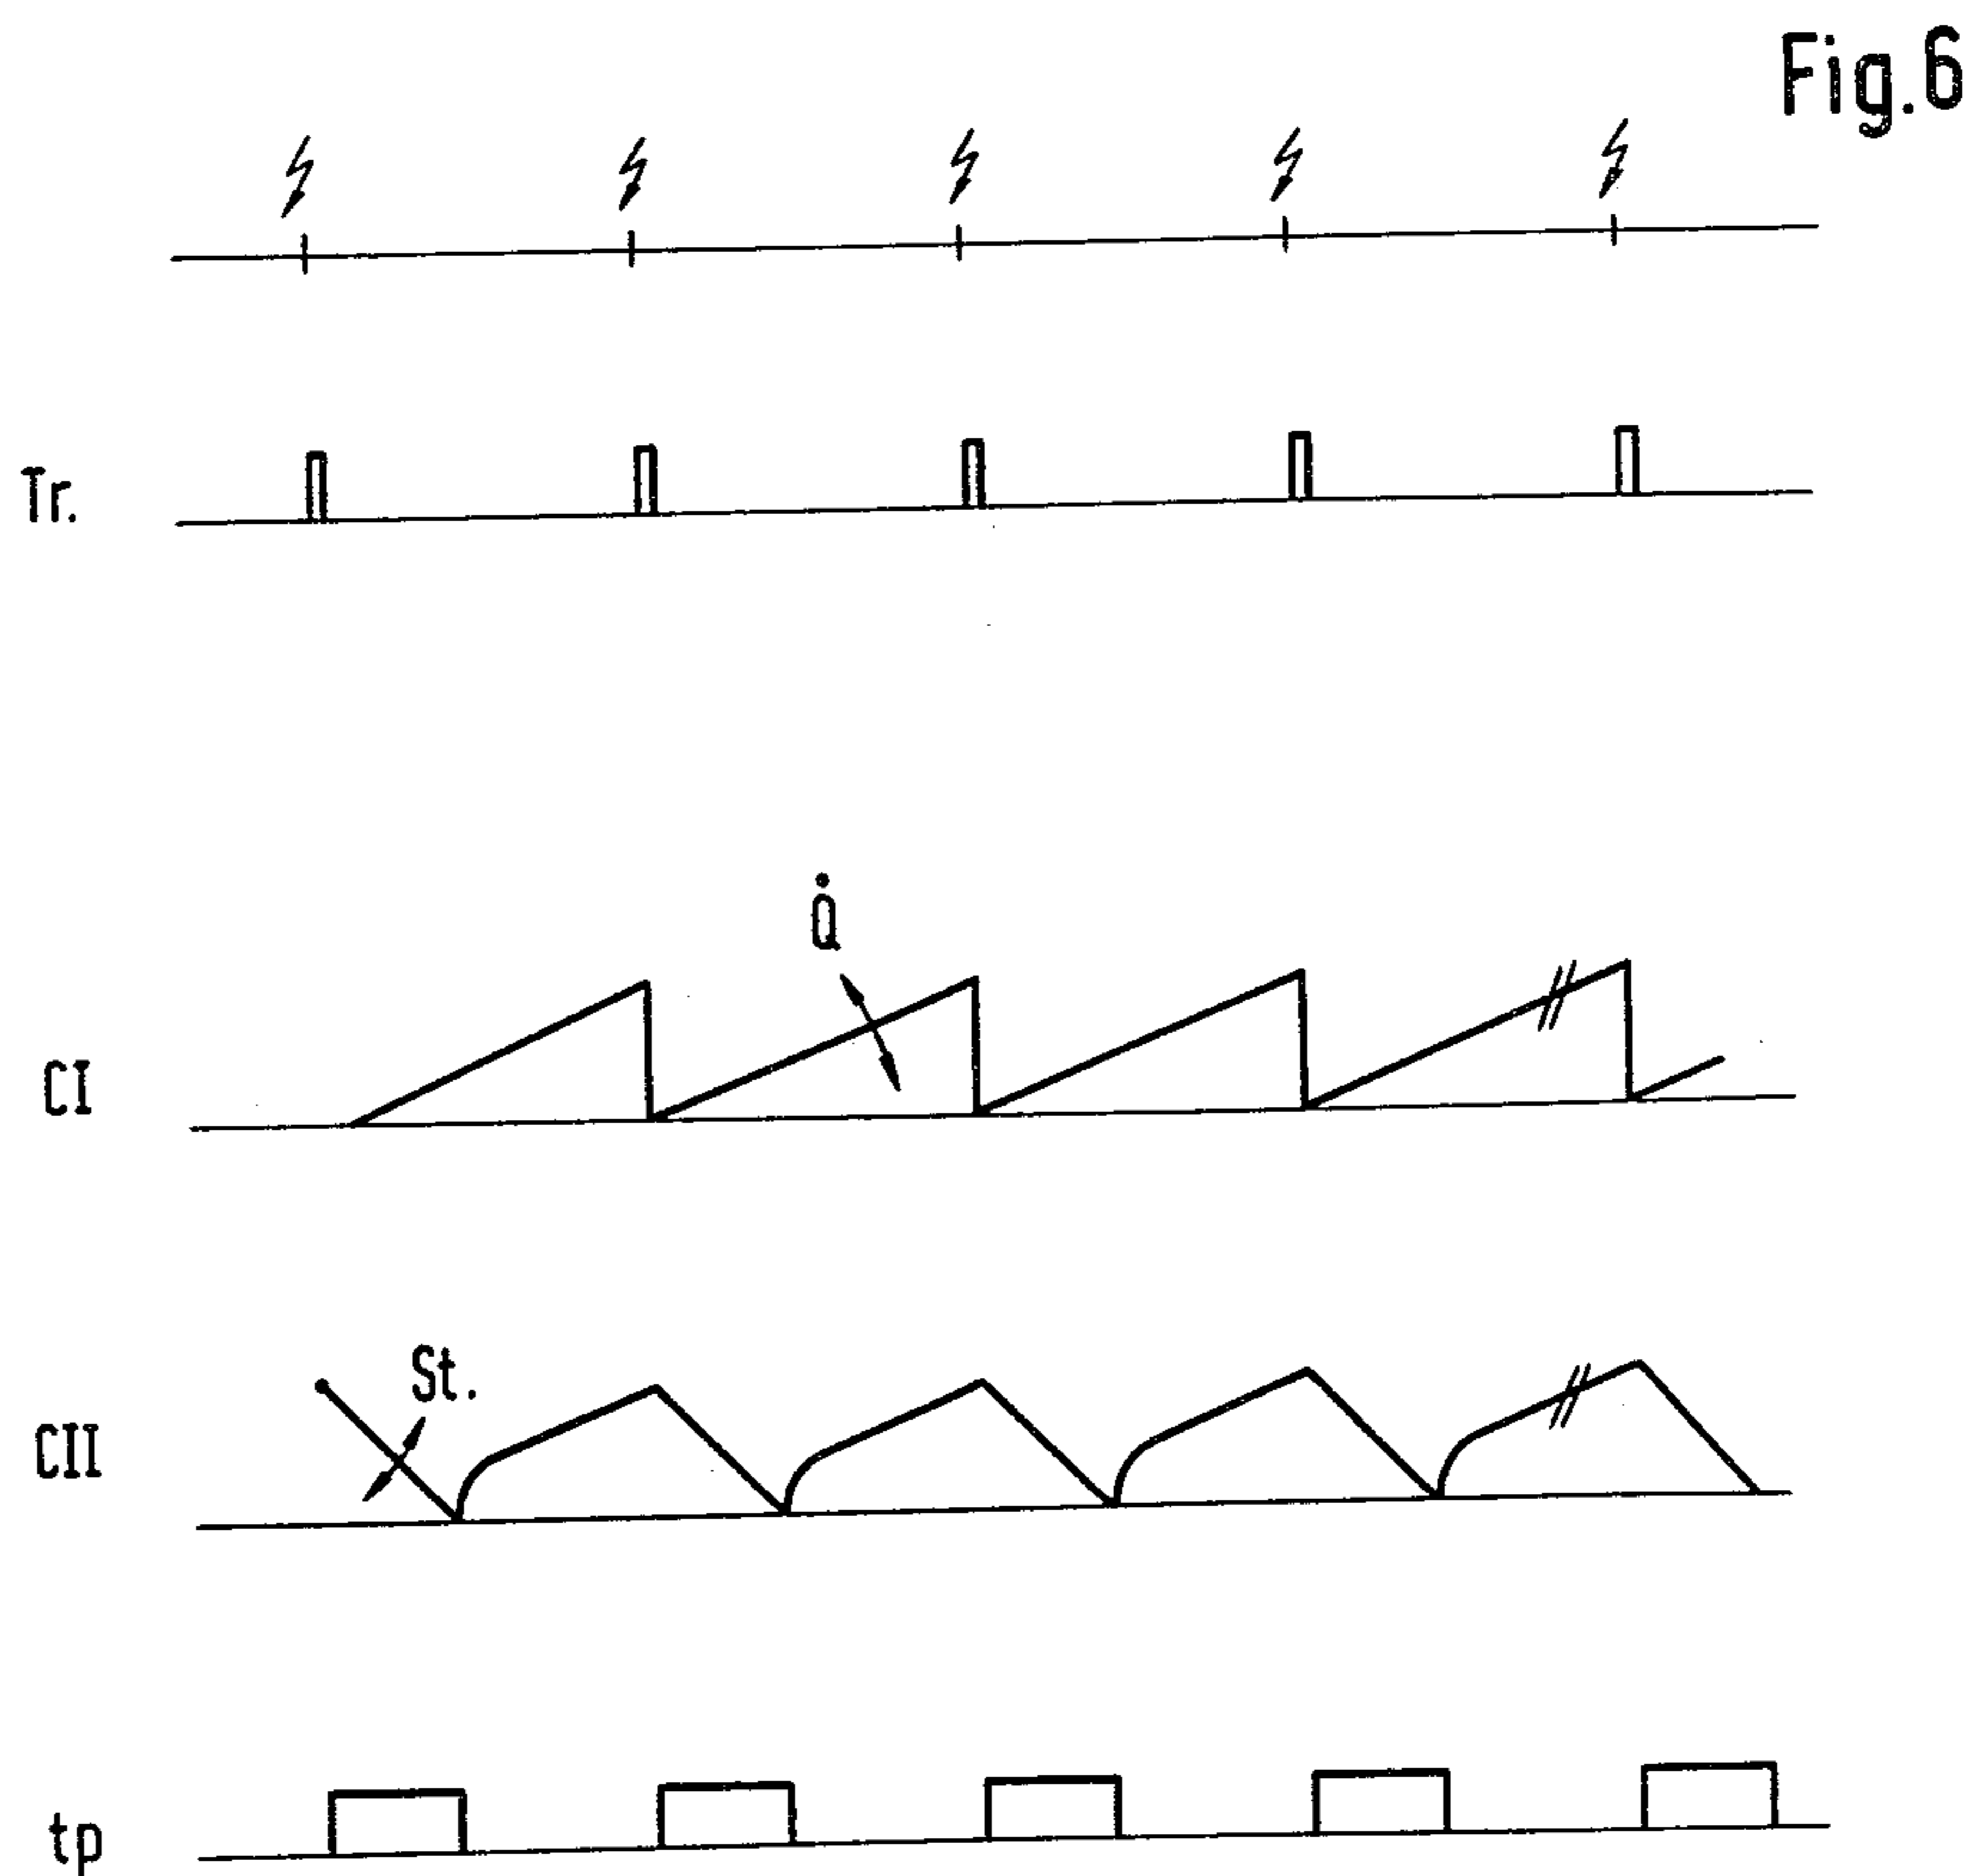 Fig.6
Tr.
Q̇
CI
St.
CII
tp